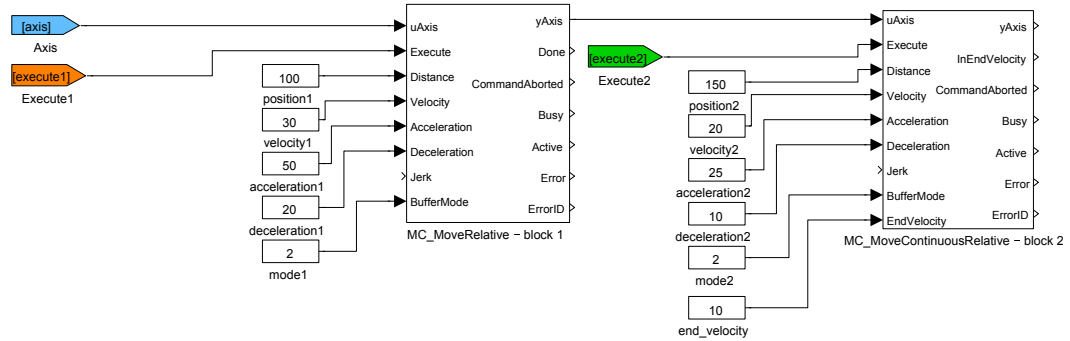 [axis]
Axis
[execute1]
Execute1
100
position1
30
velocity1
50
acceleration1
20
deceleration1
2
mode1
uAxis
Execute
Distance
Velocity
Acceleration
Deceleration
Jerk
BufferMode
yAxis
Done
CommandAborted
Busy
Active
Error
ErrorID
MC_MoveRelative − block 1
[execute2]
Execute2
150
position2
20
velocity2
25
acceleration2
10
deceleration2
2
mode2
10
end_velocity
uAxis
Execute
Distance
Velocity
Acceleration
Deceleration
Jerk
BufferMode
EndVelocity
yAxis
InEndVelocity
CommandAborted
Busy
Active
Error
ErrorID
MC_MoveContinuousRelative − block 2